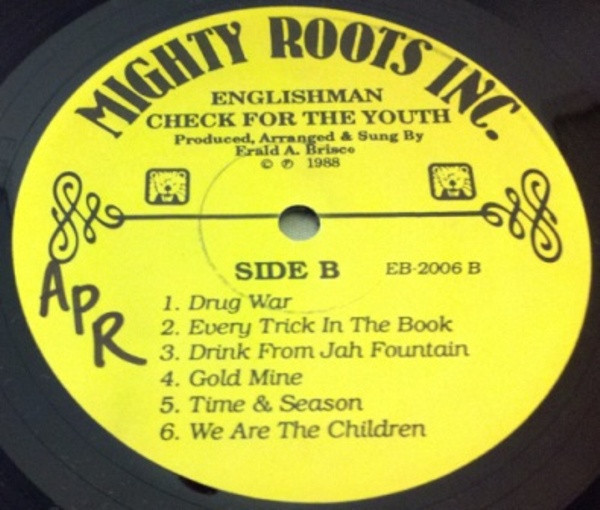 MIGHTY ROOTS INC.
ENGLISHMAN
CHECK FOR THE YOUTH
Produced, Arranged & Sung By
Erald A. Brisco
© ℗ 1988
SIDE B EB-2006 B
APR
1. Drug War
2. Every Trick In The Book
3. Drink From Jah Fountain
4. Gold Mine
5. Time & Season
6. We Are The Children